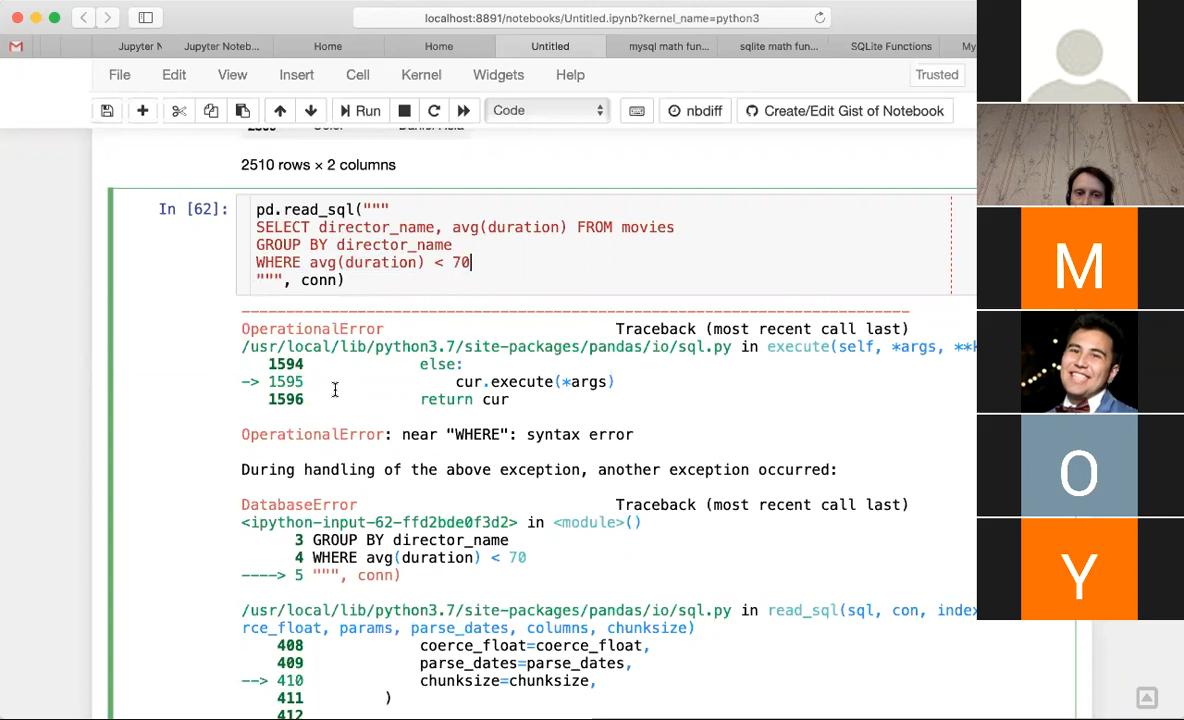 localhost:8891/notebooks/Untitled.ipynb?kernel_name=python3
Jupyter N
Jupyter Noteb...
Home
Home
Untitled
mysql math fun...
sqlite math fun...
SQLite Functions
My
File Edit View Insert Cell Kernel Widgets Help
Trusted
Run
Code
nbdiff
Create/Edit Gist of Notebook
2510 rows × 2 columns
In [62]:
pd.read_sql("""
SELECT director_name, avg(duration) FROM movies
GROUP BY director_name
WHERE avg(duration) < 70
""", conn)
OperationalError Traceback (most recent call last)
/usr/local/lib/python3.7/site-packages/pandas/io/sql.py in execute(self, *args, **k
1594 else:
-> 1595 cur.execute(*args)
1596 return cur
OperationalError: near "WHERE": syntax error
During handling of the above exception, another exception occurred:
DatabaseError Traceback (most recent call last)
<ipython-input-62-ffd2bde0f3d2> in <module>()
3 GROUP BY director_name
4 WHERE avg(duration) < 70
----> 5 """, conn)
/usr/local/lib/python3.7/site-packages/pandas/io/sql.py in read_sql(sql, con, index
rce_float, params, parse_dates, columns, chunksize)
408 coerce_float=coerce_float,
409 parse_dates=parse_dates,
--> 410 chunksize=chunksize,
411 )
412
M
O
Y